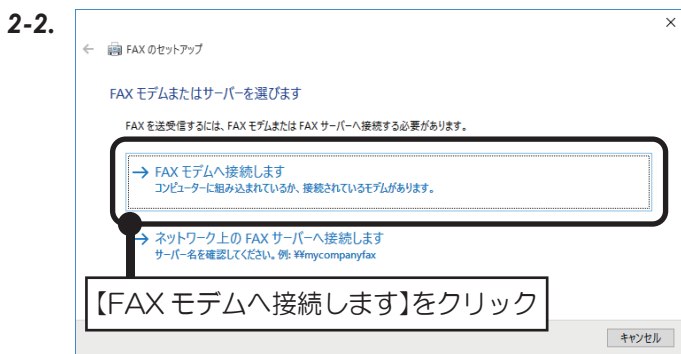 2-2.
FAX のセットアップ
FAX モデムまたはサーバーを選びます
FAX を送受信するには、FAX モデムまたは FAX サーバーへ接続する必要があります。
→ FAX モデムへ接続します
コンピューターに組み込まれているか、接続されているモデムがあります。
→ ネットワーク上の FAX サーバーへ接続します
サーバー名を確認してください。例: ¥¥mycompanyfax
【FAX モデムへ接続します】をクリック
キャンセル